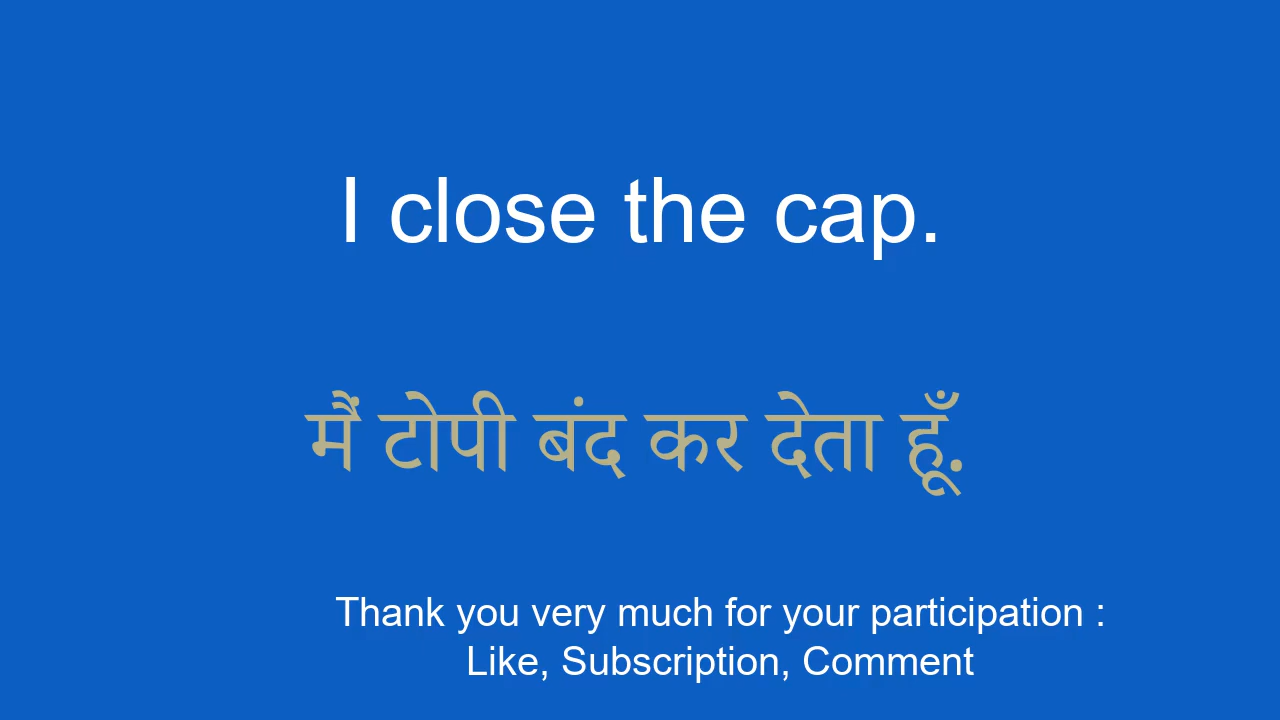 I close the cap.
मैं टोपी बंद कर देता हूँ.
Thank you very much for your participation :
Like, Subscription, Comment